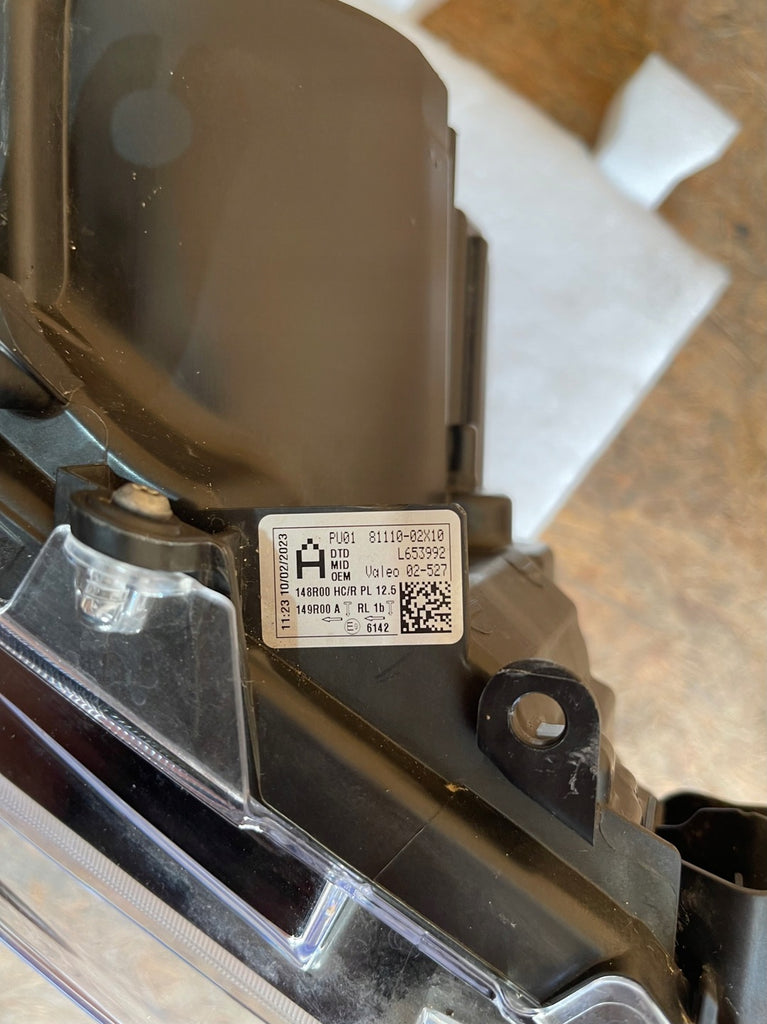 11:23 10/02/2023
PU01 81110-02X10
A DTD L653992
MID
OEM Valeo 02-527
148R00 HC/R PL 12.5
149R00 A RL 1b
6142